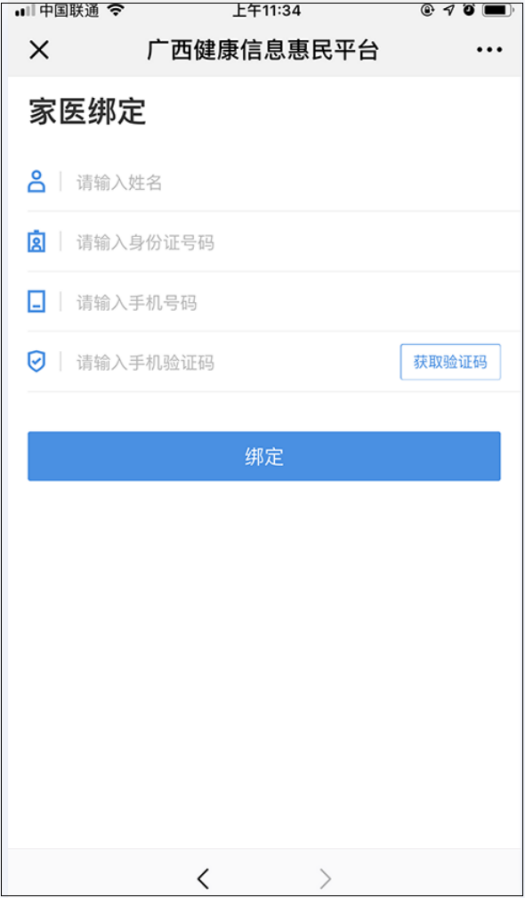 中国联通 上午11:34
广西健康信息惠民平台
家医绑定
请输入姓名
请输入身份证号码
请输入手机号码
请输入手机验证码 获取验证码
绑定